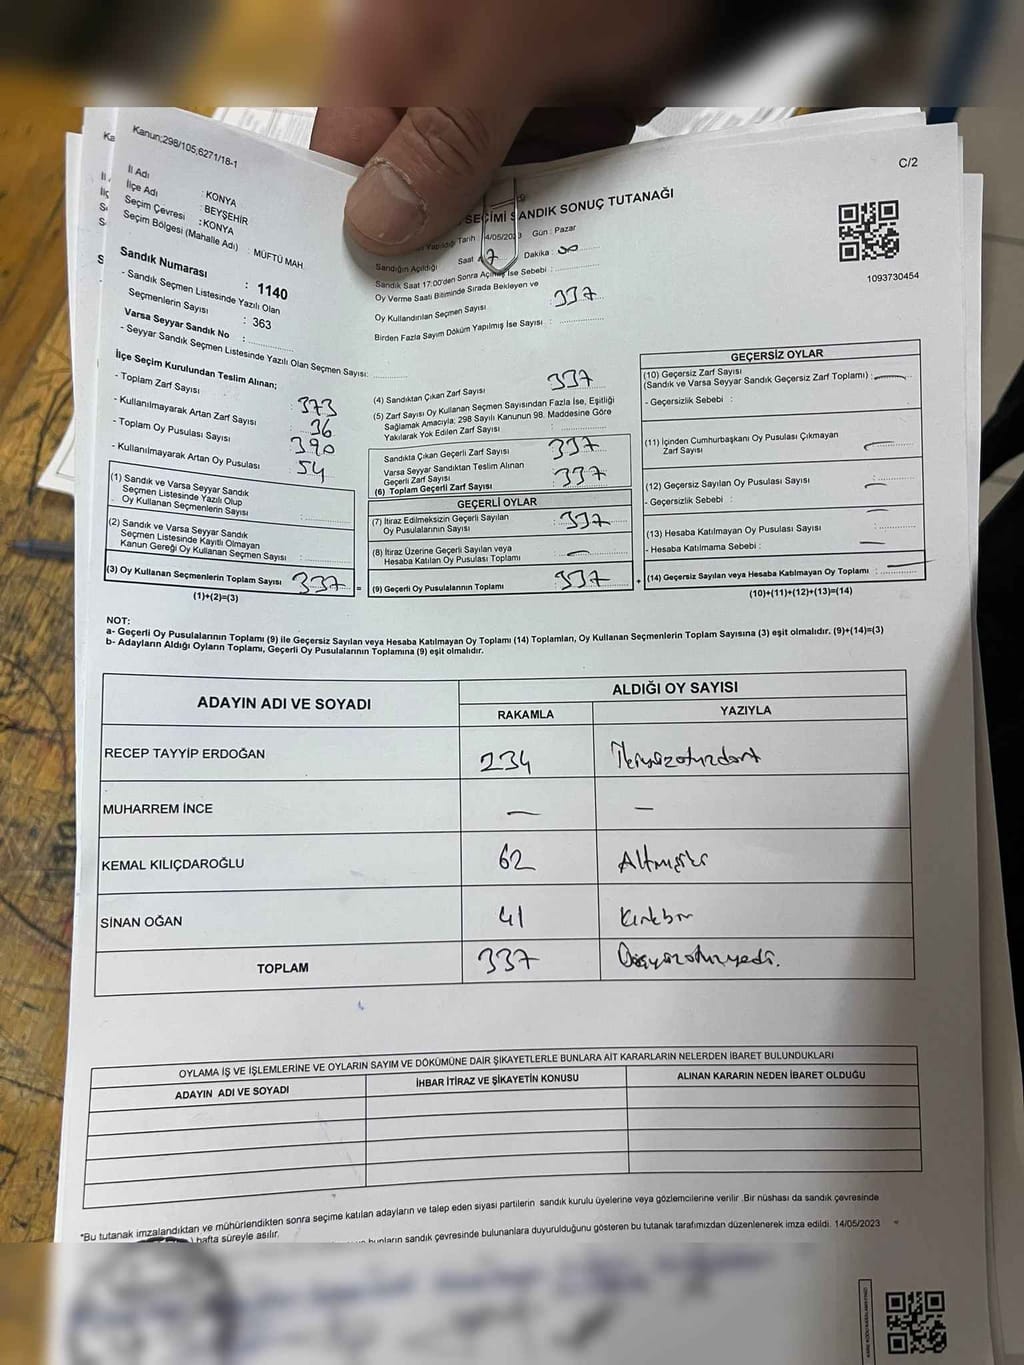 Kanun;298/105,6271/18-1
C/2
İl Adı : KONYA
İlçe Adı : BEYŞEHİR
Seçim Çevresi : KONYA
Seçim Bölgesi (Mahalle Adı) : MÜFTÜ MAH.
SEÇİMİ SANDIK SONUÇ TUTANAĞI
Yapıldığı Tarih : 4/05/2023 Gün : Pazar
Sandığın Açıldığı Saat 7 Dakika : 00
Sandık Saat 17:00'den Sonra Açılmış İse Sebebi :
Oy Verme Saati Bitiminde Sırada Bekleyen ve
Oy Kullandırılan Seçmen Sayısı : 337
Birden Fazla Sayım Döküm Yapılmış İse Sayısı :
1093730454
Sandık Numarası : 1140
- Sandık Seçmen Listesinde Yazılı Olan
Seçmenlerin Sayısı : 363
Varsa Seyyar Sandık No :
- Seyyar Sandık Seçmen Listesinde Yazılı Olan Seçmen Sayısı:
İlçe Seçim Kurulundan Teslim Alınan;
- Toplam Zarf Sayısı : 373
- Kullanılmayarak Artan Zarf Sayısı : 36
- Toplam Oy Pusulası Sayısı : 390
- Kullanılmayarak Artan Oy Pusulası : 54
(1) Sandık ve Varsa Seyyar Sandık
Seçmen Listesinde Yazılı Olup
Oy Kullanan Seçmenlerin Sayısı :
(2) Sandık ve Varsa Seyyar Sandık
Seçmen Listesinde Kayıtlı Olmayan
Kanun Gereği Oy Kullanan Seçmen Sayısı :
(3) Oy Kullanan Seçmenlerin Toplam Sayısı : 337 =
(1)+(2)=(3)
(4) Sandıktan Çıkan Zarf Sayısı : 337
(5) Zarf Sayısı Oy Kullanan Seçmen Sayısından Fazla İse, Eşitliği
Sağlamak Amacıyla; 298 Sayılı Kanunun 98. Maddesine Göre
Yakılarak Yok Edilen Zarf Sayısı :
Sandıkta Çıkan Geçerli Zarf Sayısı : 337
Varsa Seyyar Sandıktan Teslim Alınan
Geçerli Zarf Sayısı
(6) Toplam Geçerli Zarf Sayısı : 337
GEÇERLİ OYLAR
(7) İtiraz Edilmeksizin Geçerli Sayılan
Oy Pusulalarının Sayısı : 337
(8) İtiraz Üzerine Geçerli Sayılan veya
Hesaba Katılan Oy Pusulası Toplamı : —
(9) Geçerli Oy Pusulalarının Toplamı : 337 +
GEÇERSİZ OYLAR
(10) Geçersiz Zarf Sayısı
(Sandık ve Varsa Seyyar Sandık Geçersiz Zarf Toplamı) : —
- Geçersizlik Sebebi :
(11) İçinden Cumhurbaşkanı Oy Pusulası Çıkmayan
Zarf Sayısı : —
(12) Geçersiz Sayılan Oy Pusulası Sayısı : —
- Geçersizlik Sebebi : —
(13) Hesaba Katılmayan Oy Pusulası Sayısı :
- Hesaba Katılmama Sebebi : —
(14) Geçersiz Sayılan veya Hesaba Katılmayan Oy Toplamı : —
(10)+(11)+(12)+(13)=(14)
NOT:
a- Geçerli Oy Pusulalarının Toplamı (9) ile Geçersiz Sayılan veya Hesaba Katılmayan Oy Toplamı (14) Toplamları, Oy Kullanan Seçmenlerin Toplam Sayısına (3) eşit olmalıdır. (9)+(14)=(3)
b- Adayların Aldığı Oyların Toplamı, Geçerli Oy Pusulalarının Toplamına (9) eşit olmalıdır.
ADAYIN ADI VE SOYADI ALDIĞI OY SAYISI
RAKAMLA YAZIYLA
RECEP TAYYİP ERDOĞAN 234 İkiyüzotuzdört
MUHARREM İNCE — —
KEMAL KILIÇDAROĞLU 62 Altmışiki
SİNAN OĞAN 41 Kırkbir
TOPLAM 337 Üçyüzotuzyedi.
OYLAMA İŞ VE İŞLEMLERİNE VE OYLARIN SAYIM VE DÖKÜMÜNE DAİR ŞİKAYETLERLE BUNLARA AİT KARARLARIN NELERDEN İBARET BULUNDUKLARI
ADAYIN ADI VE SOYADI İHBAR İTİRAZ VE ŞİKAYETİN KONUSU ALINAN KARARIN NEDEN İBARET OLDUĞU
*Bu tutanak imzalandıktan ve mühürlendikten sonra seçime katılan adayların ve talep eden siyasi partilerin sandık kurulu üyelerine veya gözlemcilerine verilir .Bir nüshası da sandık çevresinde
hafta süreyle asılır.
bunların sandık çevresinde bulunanlara duyurulduğunu gösteren bu tutanak tarafımızdan düzenlenerek imza edildi. 14/05/2023